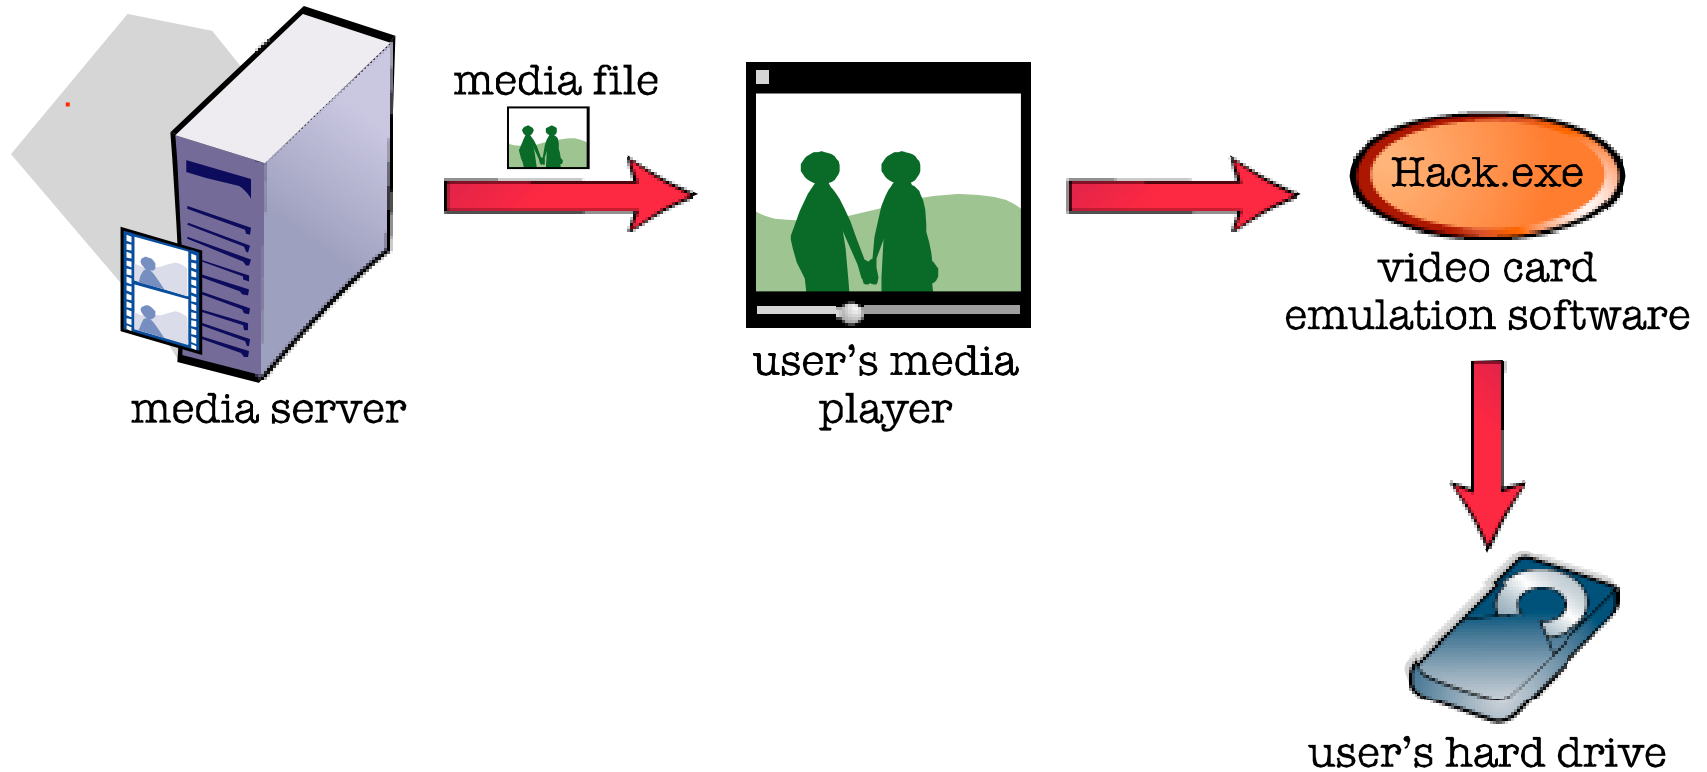 media file
media server
user's media
player
Hack.exe
video card
emulation software
user's hard drive